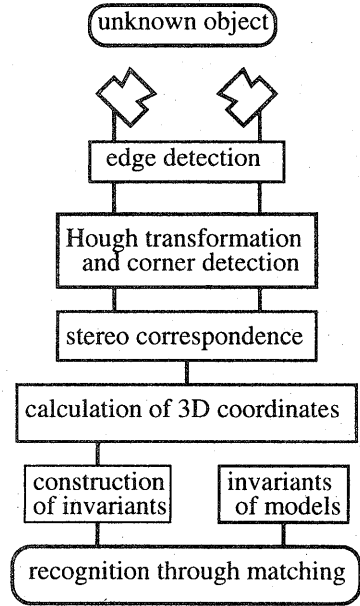 unknown object
edge detection
Hough transformation
and corner detection
stereo correspondence
calculation of 3D coordinates
construction
of invariants
invariants
of models
recognition through matching